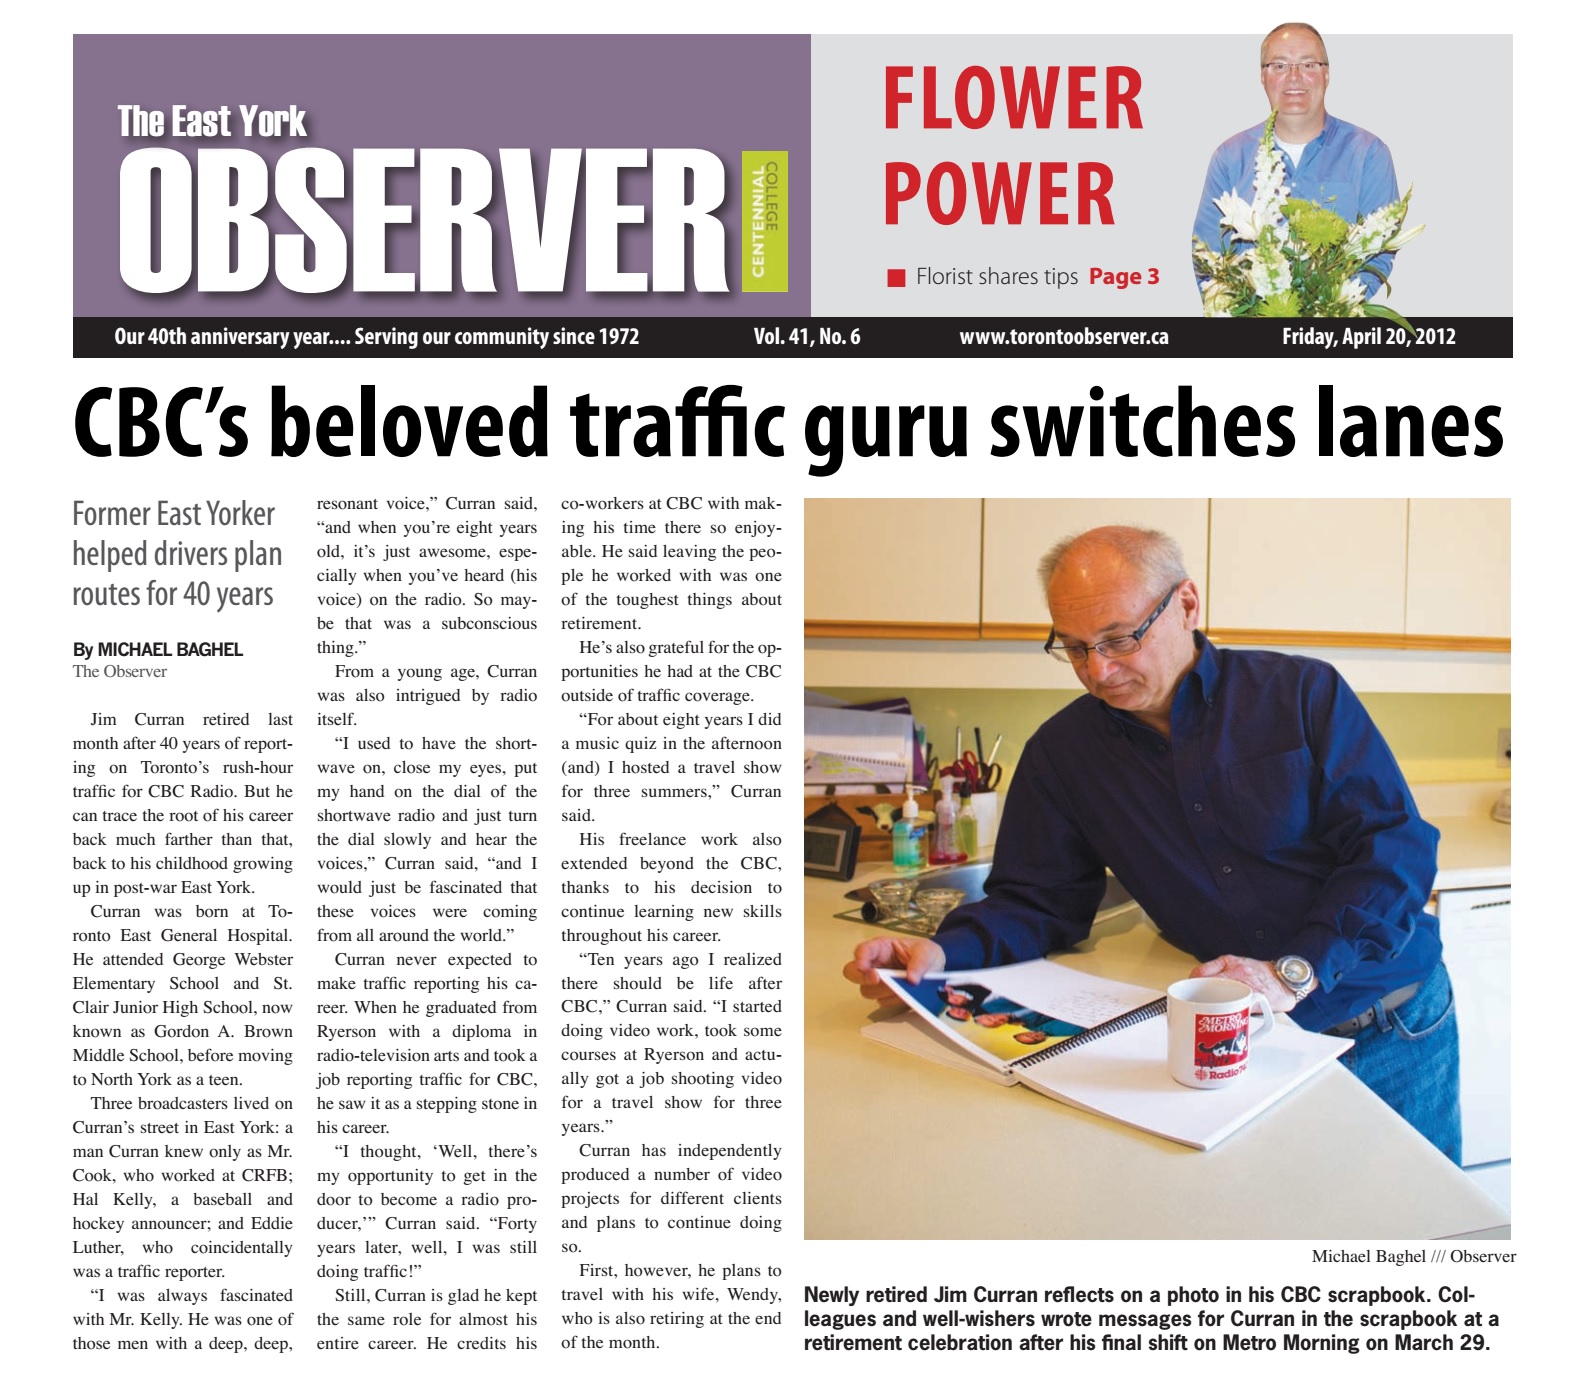 The East York
OBSERVER
CENTENNIAL
COLLEGE
FLOWER
POWER
Florist shares tips Page 3
Our 40th anniversary year.... Serving our community since 1972 Vol. 41, No. 6 www.torontoobserver.ca Friday, April 20, 2012
CBC’s beloved traffic guru switches lanes
Former East Yorker
helped drivers plan
routes for 40 years
By MICHAEL BAGHEL
The Observer
Jim Curran retired last
month after 40 years of report-
ing on Toronto’s rush-hour
traffic for CBC Radio. But he
can trace the root of his career
back much farther than that,
back to his childhood growing
up in post-war East York.
Curran was born at To-
ronto East General Hospital.
He attended George Webster
Elementary School and St.
Clair Junior High School, now
known as Gordon A. Brown
Middle School, before moving
to North York as a teen.
Three broadcasters lived on
Curran’s street in East York: a
man Curran knew only as Mr.
Cook, who worked at CRFB;
Hal Kelly, a baseball and
hockey announcer; and Eddie
Luther, who coincidentally
was a traffic reporter.
“I was always fascinated
with Mr. Kelly. He was one of
those men with a deep, deep,
resonant voice,” Curran said,
“and when you’re eight years
old, it’s just awesome, espe-
cially when you’ve heard (his
voice) on the radio. So may-
be that was a subconscious
thing.”
From a young age, Curran
was also intrigued by radio
itself.
“I used to have the short-
wave on, close my eyes, put
my hand on the dial of the
shortwave radio and just turn
the dial slowly and hear the
voices,” Curran said, “and I
would just be fascinated that
these voices were coming
from all around the world.”
Curran never expected to
make traffic reporting his ca-
reer. When he graduated from
Ryerson with a diploma in
radio-television arts and took a
job reporting traffic for CBC,
he saw it as a stepping stone in
his career.
“I thought, ‘Well, there’s
my opportunity to get in the
door to become a radio pro-
ducer,’” Curran said. “Forty
years later, well, I was still
doing traffic!”
Still, Curran is glad he kept
the same role for almost his
entire career. He credits his
co-workers at CBC with mak-
ing his time there so enjoy-
able. He said leaving the peo-
ple he worked with was one
of the toughest things about
retirement.
He’s also grateful for the op-
portunities he had at the CBC
outside of traffic coverage.
“For about eight years I did
a music quiz in the afternoon
(and) I hosted a travel show
for three summers,” Curran
said.
His freelance work also
extended beyond the CBC,
thanks to his decision to
continue learning new skills
throughout his career.
“Ten years ago I realized
there should be life after
CBC,” Curran said. “I started
doing video work, took some
courses at Ryerson and actu-
ally got a job shooting video
for a travel show for three
years.”
Curran has independently
produced a number of video
projects for different clients
and plans to continue doing
so.
First, however, he plans to
travel with his wife, Wendy,
who is also retiring at the end
of the month.
METRO
MORNING
Radio
Michael Baghel /// Observer
Newly retired Jim Curran reflects on a photo in his CBC scrapbook. Col-
leagues and well-wishers wrote messages for Curran in the scrapbook at a
retirement celebration after his final shift on Metro Morning on March 29.